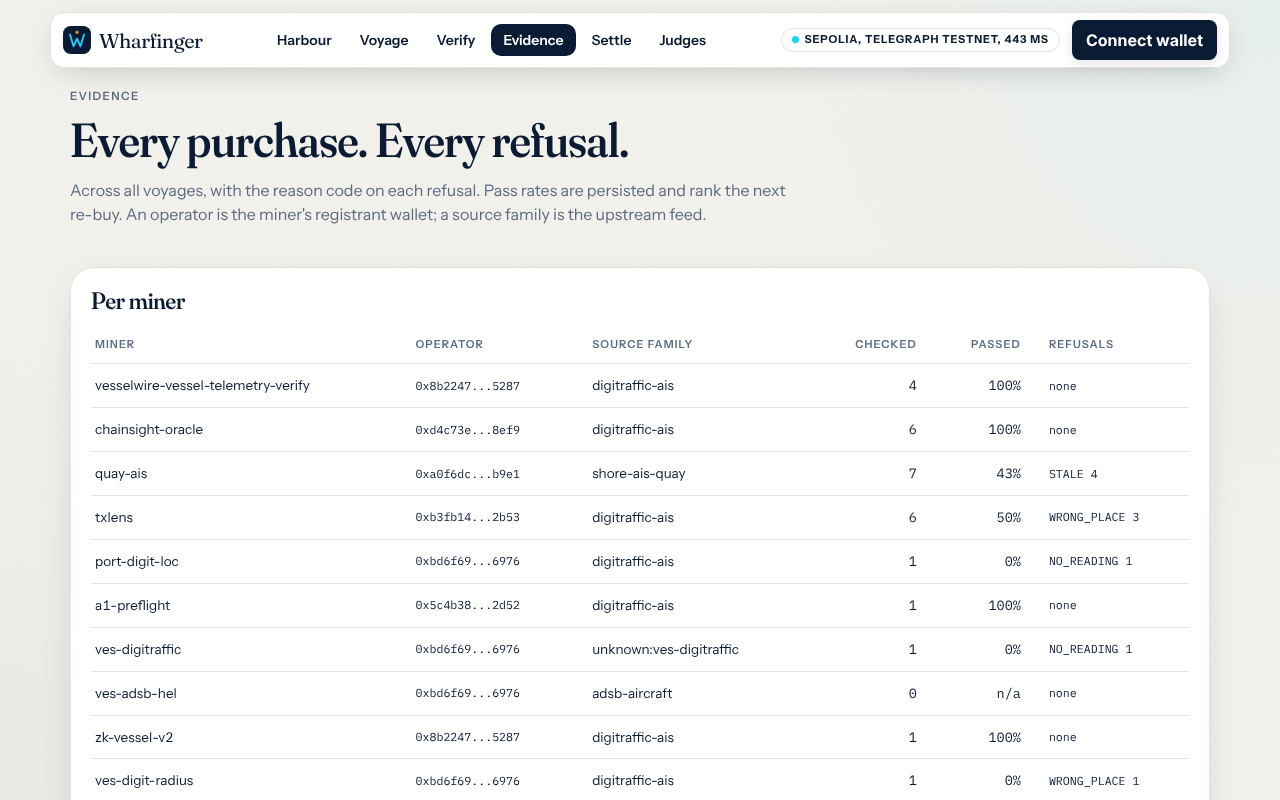 Wharfinger
Harbour Voyage Verify Evidence Settle Judges
SEPOLIA, TELEGRAPH TESTNET, 443 MS
Connect wallet
EVIDENCE
Every purchase. Every refusal.
Across all voyages, with the reason code on each refusal. Pass rates are persisted and rank the next
re-buy. An operator is the miner's registrant wallet; a source family is the upstream feed.
Per miner
MINER OPERATOR SOURCE FAMILY CHECKED PASSED REFUSALS
vesselwire-vessel-telemetry-verify 0x8b2247...5287 digitraffic-ais 4 100% none
chainsight-oracle 0xd4c73e...8ef9 digitraffic-ais 6 100% none
quay-ais 0xa0f6dc...b9e1 shore-ais-quay 7 43% STALE 4
txlens 0xb3fb14...2b53 digitraffic-ais 6 50% WRONG_PLACE 3
port-digit-loc 0xbd6f69...6976 digitraffic-ais 1 0% NO_READING 1
a1-preflight 0x5c4b38...2d52 digitraffic-ais 1 100% none
ves-digitraffic 0xbd6f69...6976 unknown:ves-digitraffic 1 0% NO_READING 1
ves-adsb-hel 0xbd6f69...6976 adsb-aircraft 0 n/a none
zk-vessel-v2 0x8b2247...5287 digitraffic-ais 1 100% none
ves-digit-radius 0xbd6f69...6976 digitraffic-ais 1 0% WRONG_PLACE 1